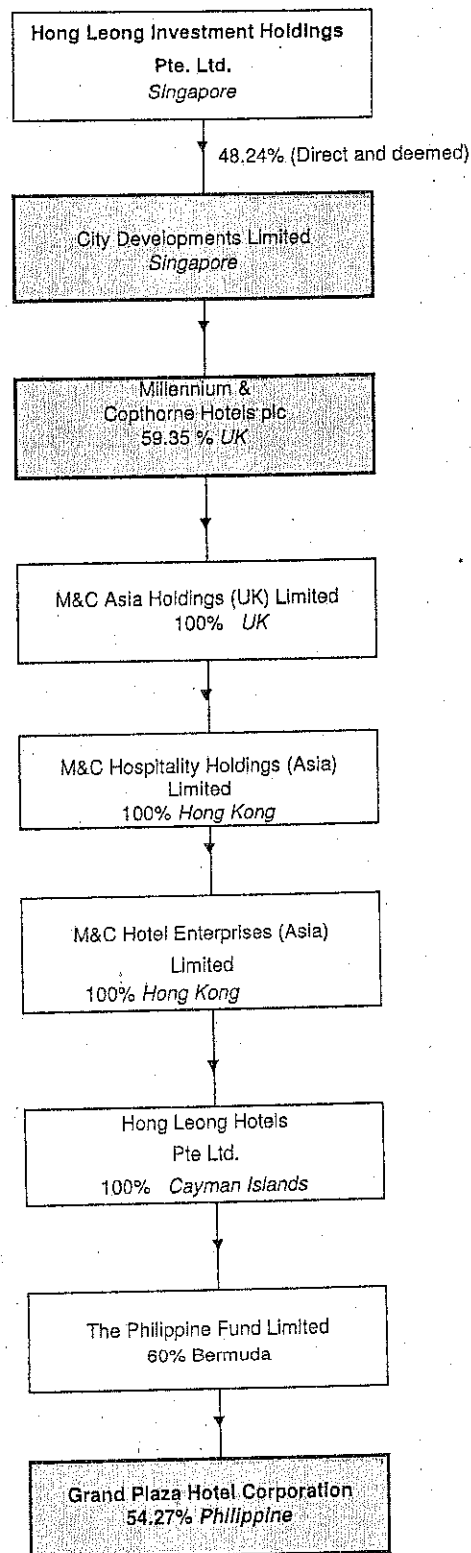 Hong Leong Investment Holdings
Pte. Ltd.
Singapore
48.24% (Direct and deemed)
City Developments Limited
Singapore
Millennium &
Copthorne Hotels plc
59.35 % UK
M&C Asia Holdings (UK) Limited
100% UK
M&C Hospitality Holdings (Asia)
Limited
100% Hong Kong
M&C Hotel Enterprises (Asia)
Limited
100% Hong Kong
Hong Leong Hotels
Pte Ltd.
100% Cayman Islands
The Philippine Fund Limited
60% Bermuda
Grand Plaza Hotel Corporation
54.27% Philippine